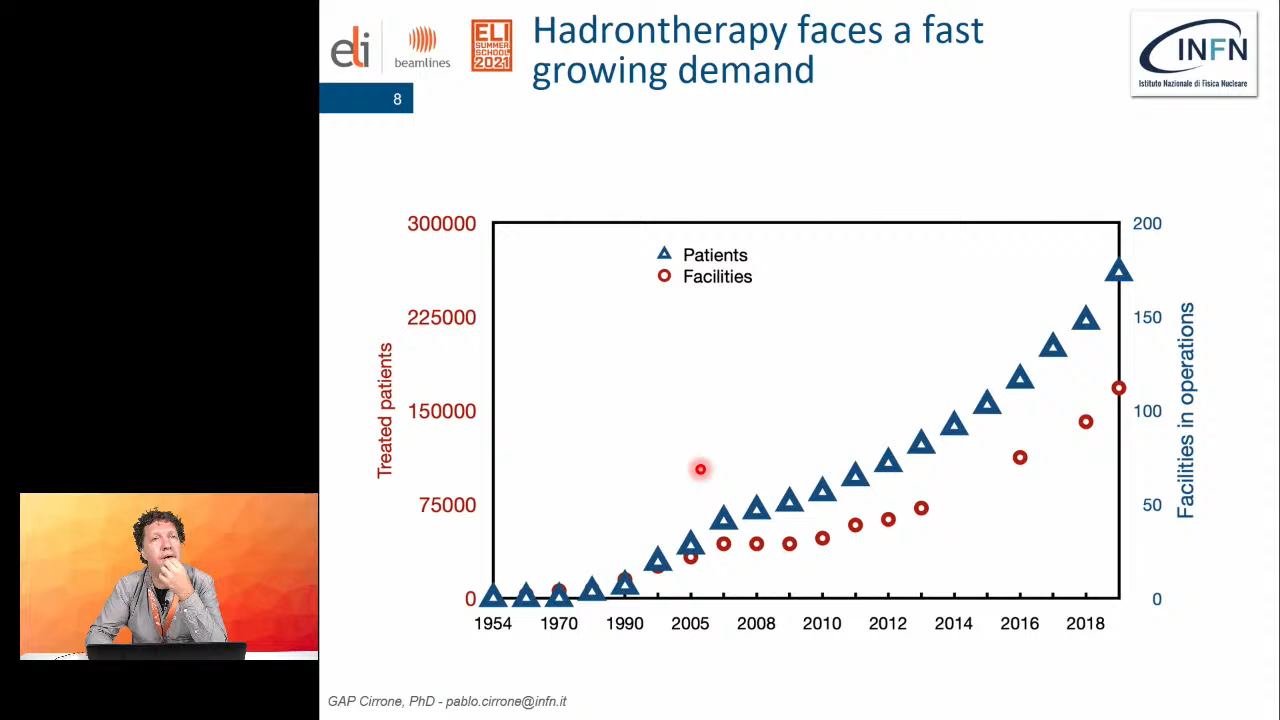 eli
beamlines
ELI
SUMMER
SCHOOL
2021
Hadrontherapy faces a fast
growing demand
INFN
Istituto Nazionale di Fisica Nucleare
8
300000
225000
150000
75000
0
Treated patients
Patients
Facilities
200
150
100
50
0
Facilities in operations
1954 1970 1990 2005 2008 2010 2012 2014 2016 2018
GAP Cirrone, PhD - pablo.cirrone@infn.it